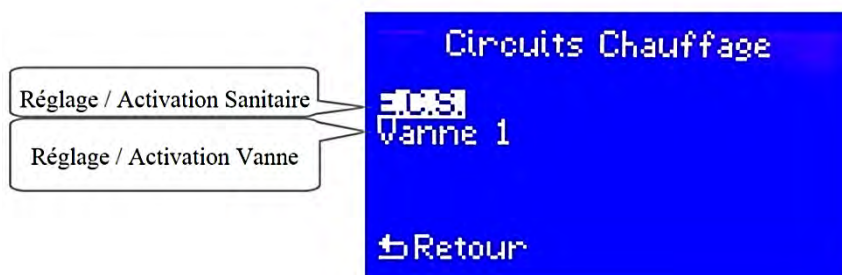 Circuits Chauffage
Réglage / Activation Sanitaire
E.C.S.
Vanne 1
Réglage / Activation Vanne
Retour